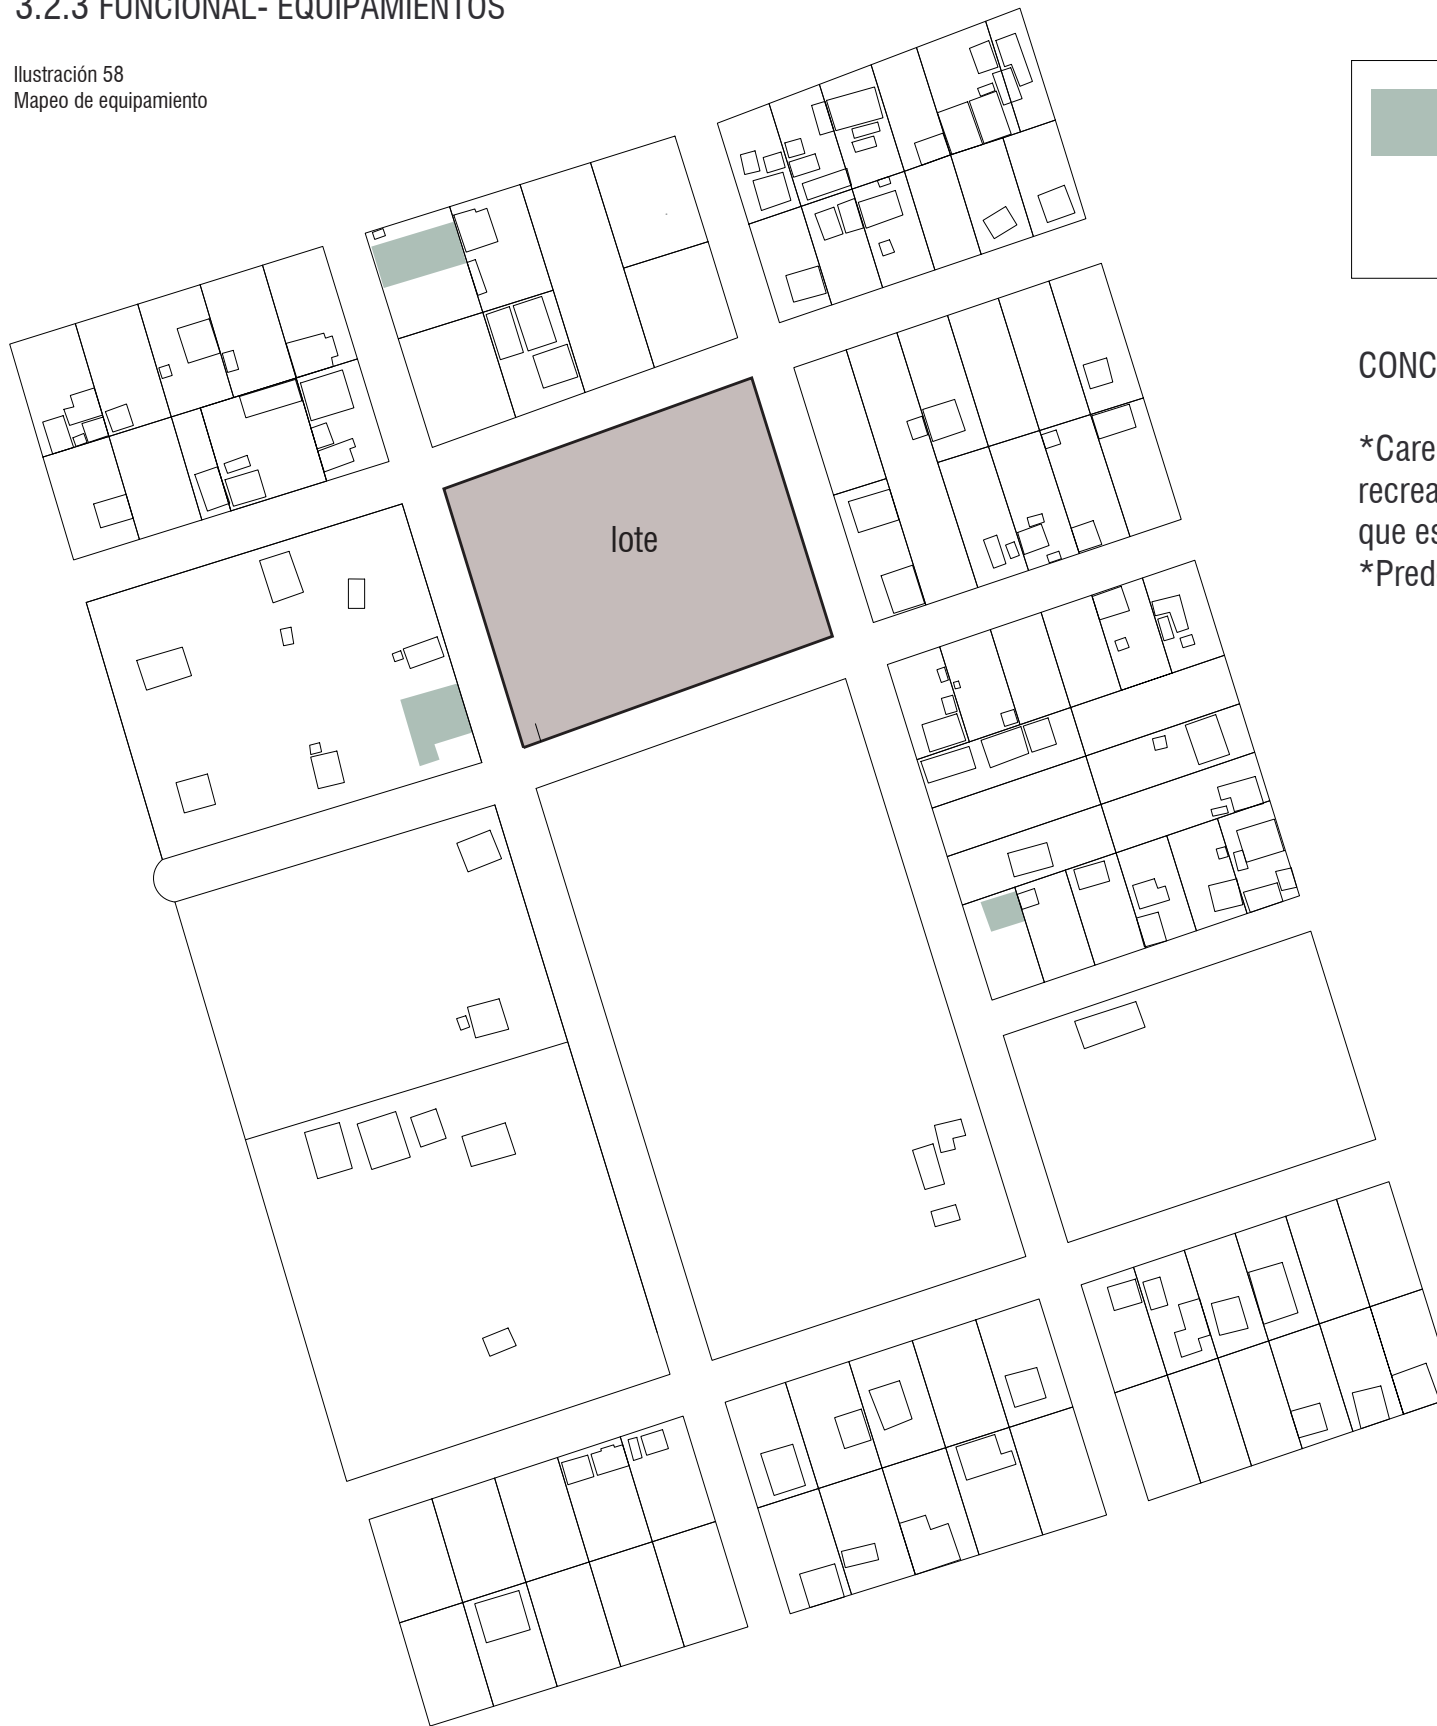 3.2.3 FUNCIONAL- EQUIPAMIENTOS
Ilustración 58
Mapeo de equipamiento
lote
CONC
*Care
recrea
que es
*Pred